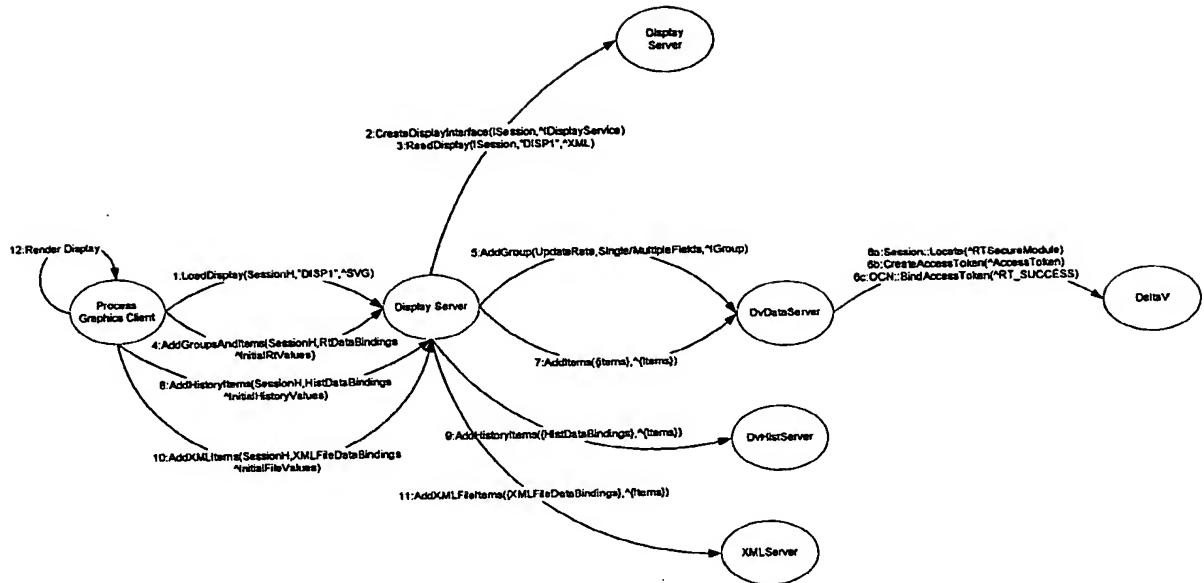 Display
Server
2:CreateDisplayInterface(ISession,^IDisplayService)
3:ReadDisplay(ISession,"DISP1",^XML)
12:Render Display
5:AddGroup(UpdateRate,Single/MultipleFields,^IGroup)
6a:Session::Locate(^RTSecureModule)
6b:CreateAccessToken(^AccessToken)
6c:OCN::BindAccessToken(^RT_SUCCESS)
1:LoadDisplay(SessionH,"DISP1",^SVG)
Process
Graphics Client
Display Server
DvDataServer
DeltaV
4:AddGroupsAndItems(SessionH,RtDataBindings
^InitialRtValues)
7:AddItems({Items},^{Items})
8:AddHistoryItems(SessionH,HistDataBindings
^InitialHistoryValues)
9:AddHistoryItems({HistDataBindings},^{Items})
DvHistServer
10:AddXMLItems(SessionH,XMLFileDataBindings
^InitialFileValues)
11:AddXMLFileItems({XMLFileDataBindings},^{Items})
XMLServer